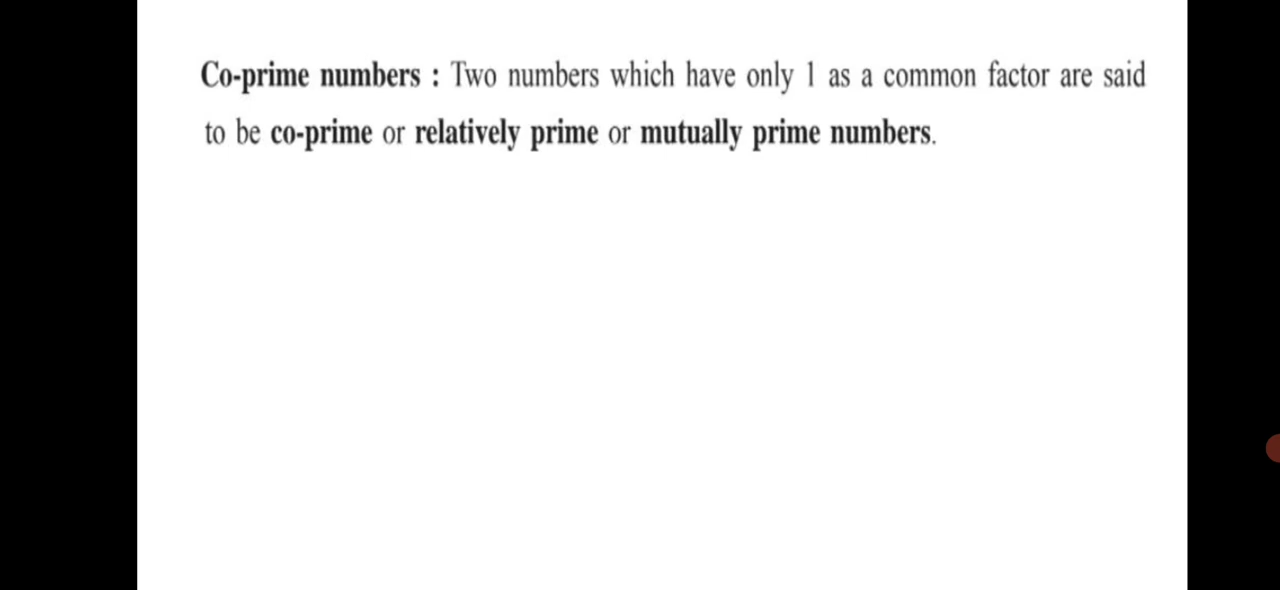 Co-prime numbers : Two numbers which have only 1 as a common factor are said
to be co-prime or relatively prime or mutually prime numbers.